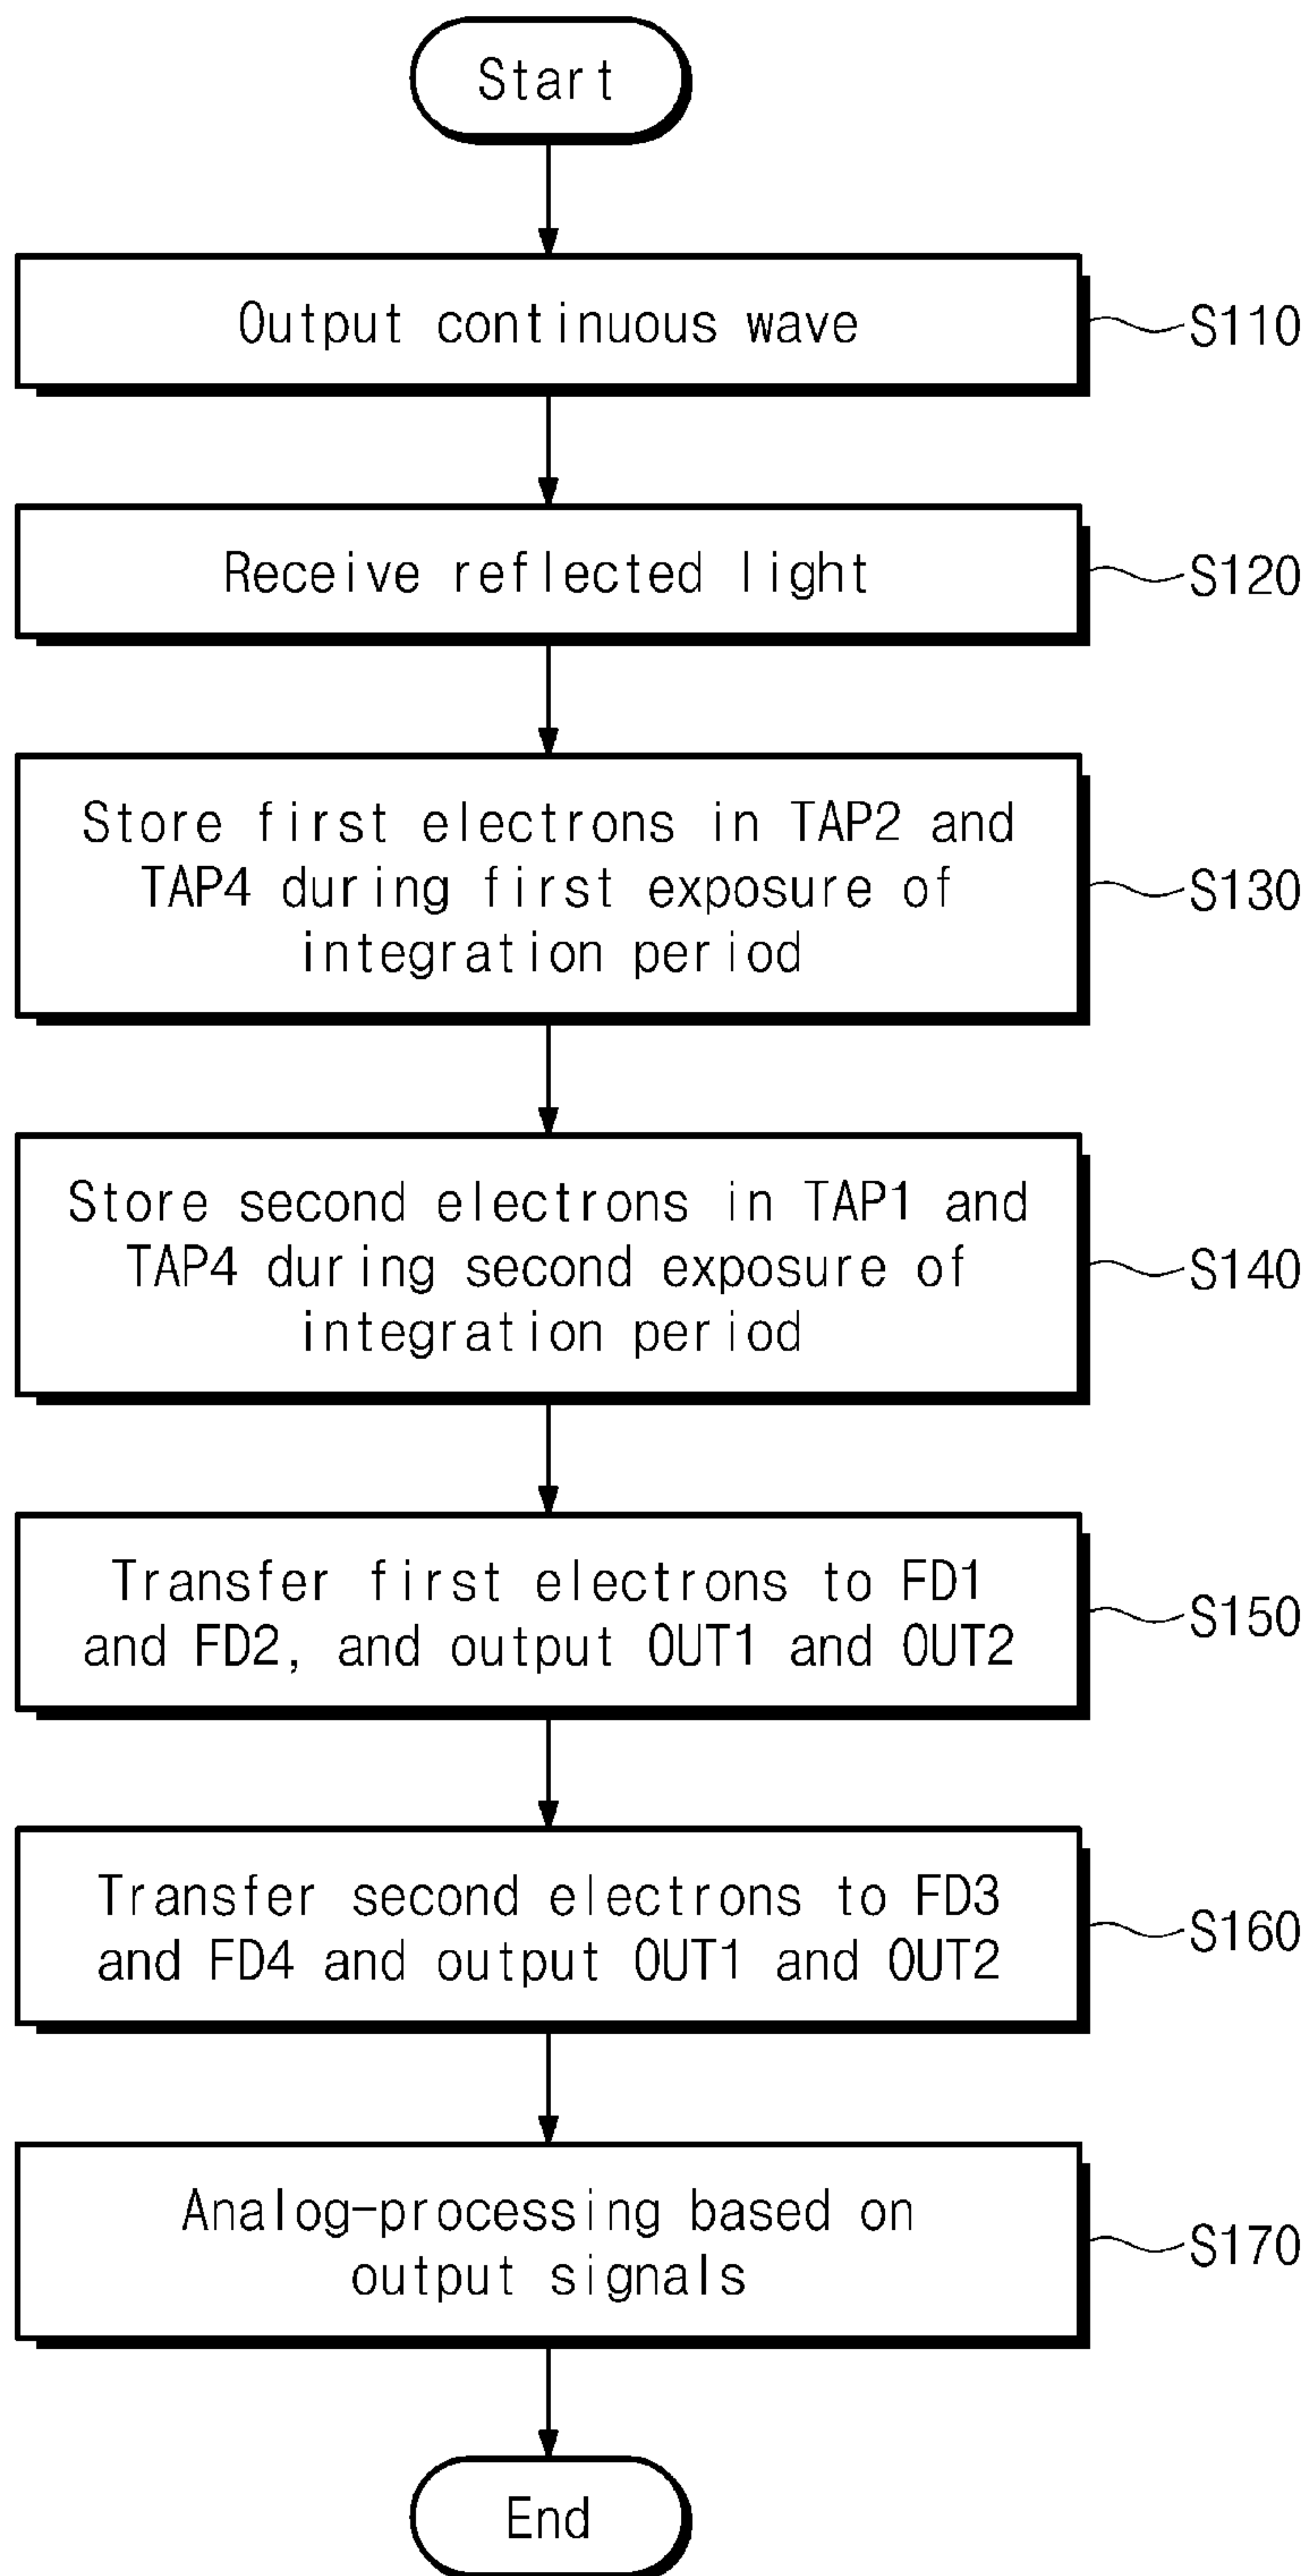 Start
Output continuous wave
S110
Receive reflected light
S120
Store first electrons in TAP2 and
TAP4 during first exposure of
integration period
S130
Store second electrons in TAP1 and
TAP4 during second exposure of
integration period
S140
Transfer first electrons to FD1
and FD2, and output OUT1 and OUT2
S150
Transfer second electrons to FD3
and FD4 and output OUT1 and OUT2
S160
Analog-processing based on
output signals
S170
End